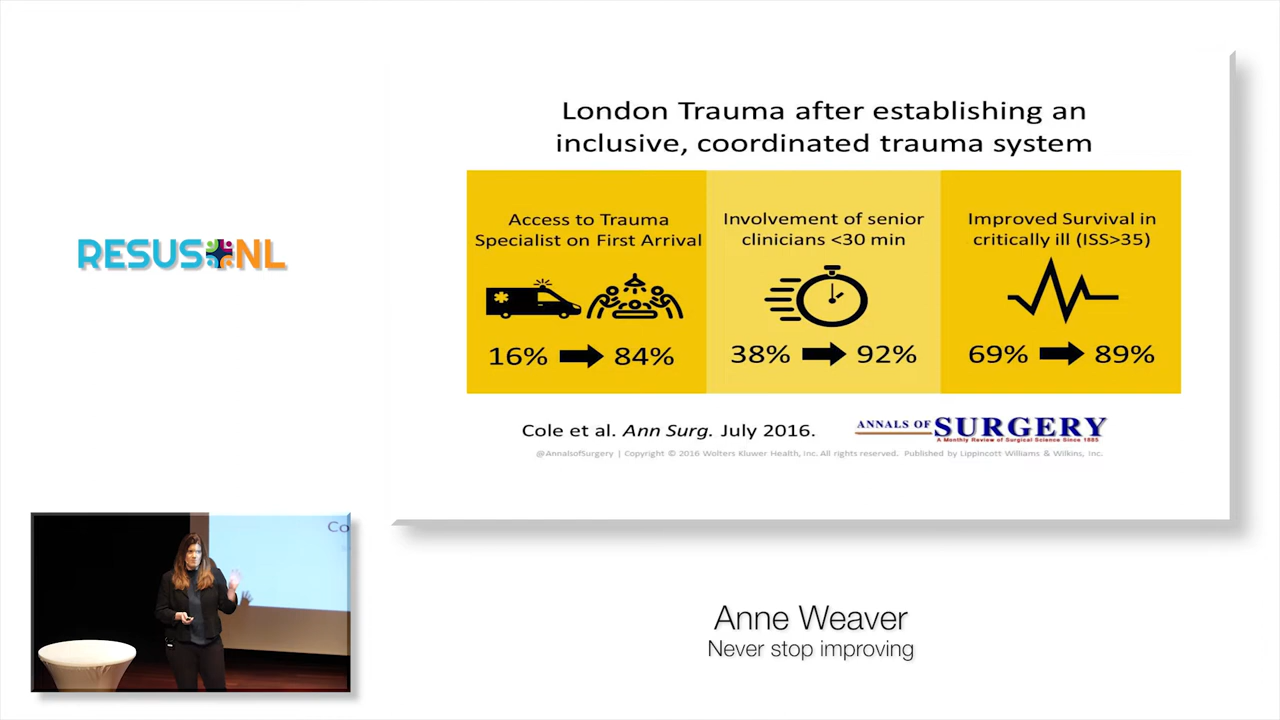 RESUS NL
London Trauma after establishing an
inclusive, coordinated trauma system
Access to Trauma
Specialist on First Arrival
16% 84%
Involvement of senior
clinicians <30 min
38% 92%
Improved Survival in
critically ill (ISS>35)
69% 89%
Cole et al. Ann Surg. July 2016.
ANNALS OF SURGERY
A Monthly Review of Surgical Science Since 1885
@AnnalsofSurgery | Copyright © 2016 Wolters Kluwer Health, Inc. All rights reserved. Published by Lippincott Williams & Wilkins, Inc.
Co
Anne Weaver
Never stop improving